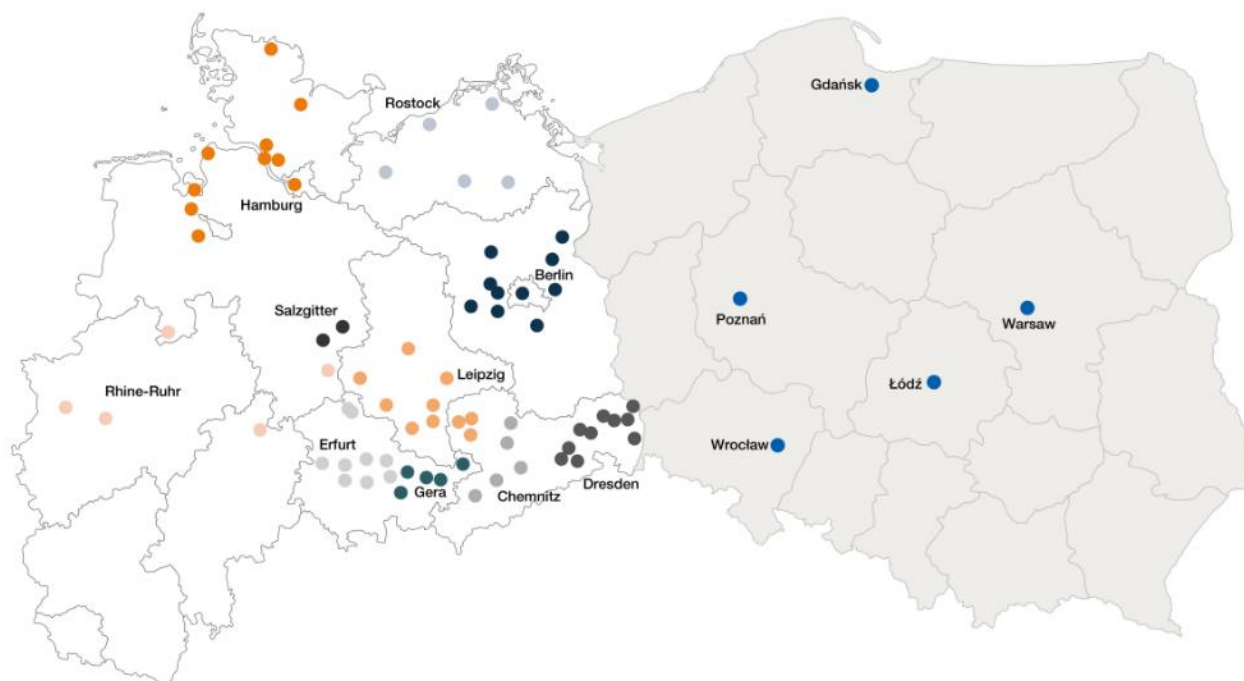 Gdańsk
Rostock
Hamburg
Berlin
Salzgitter
Poznań
Warsaw
Rhine-Ruhr
Leipzig
Łódź
Erfurt
Wrocław
Gera
Chemnitz
Dresden